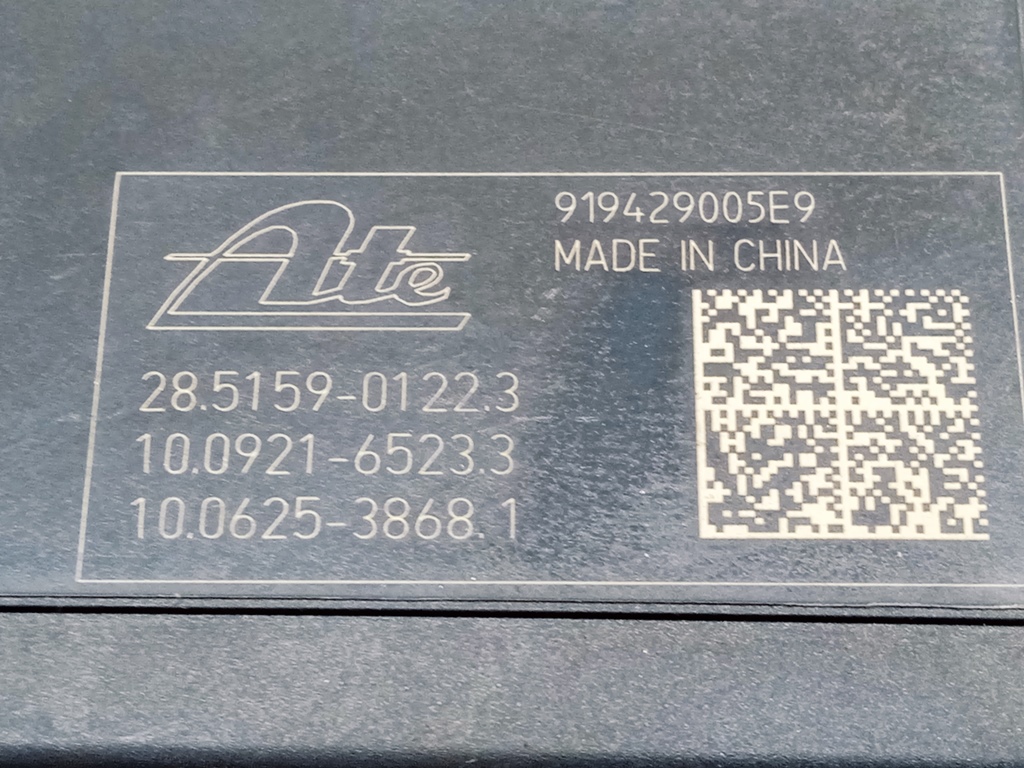 Ate
919429005E9
MADE IN CHINA
28.5159-0122.3
10.0921-6523.3
10.0625-3868.1